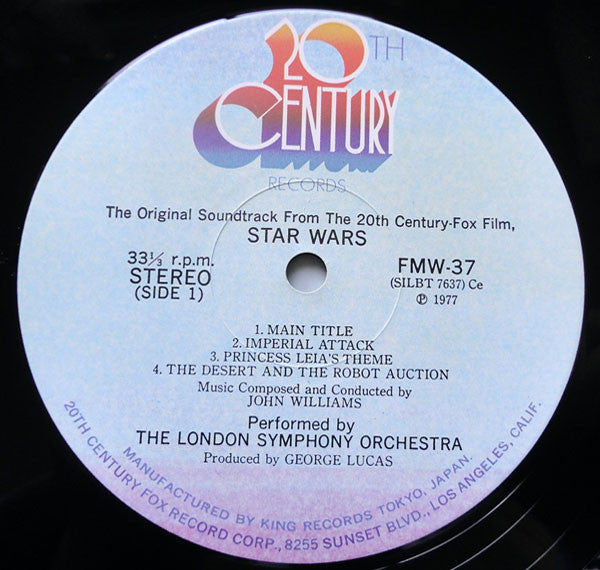 20TH
CENTURY
RECORDS
The Original Soundtrack From The 20th Century-Fox Film,
STAR WARS
33⅓ r.p.m.
STEREO
(SIDE 1)
FMW-37
(SILBT 7637) Ce
℗ 1977
1. MAIN TITLE
2. IMPERIAL ATTACK
3. PRINCESS LEIA'S THEME
4. THE DESERT AND THE ROBOT AUCTION
Music Composed and Conducted by
JOHN WILLIAMS
Performed by
THE LONDON SYMPHONY ORCHESTRA
Produced by GEORGE LUCAS
MANUFACTURED BY KING RECORDS TOKYO, JAPAN.
20TH CENTURY FOX RECORD CORP., 8255 SUNSET BLVD., LOS ANGELES, CALIF.